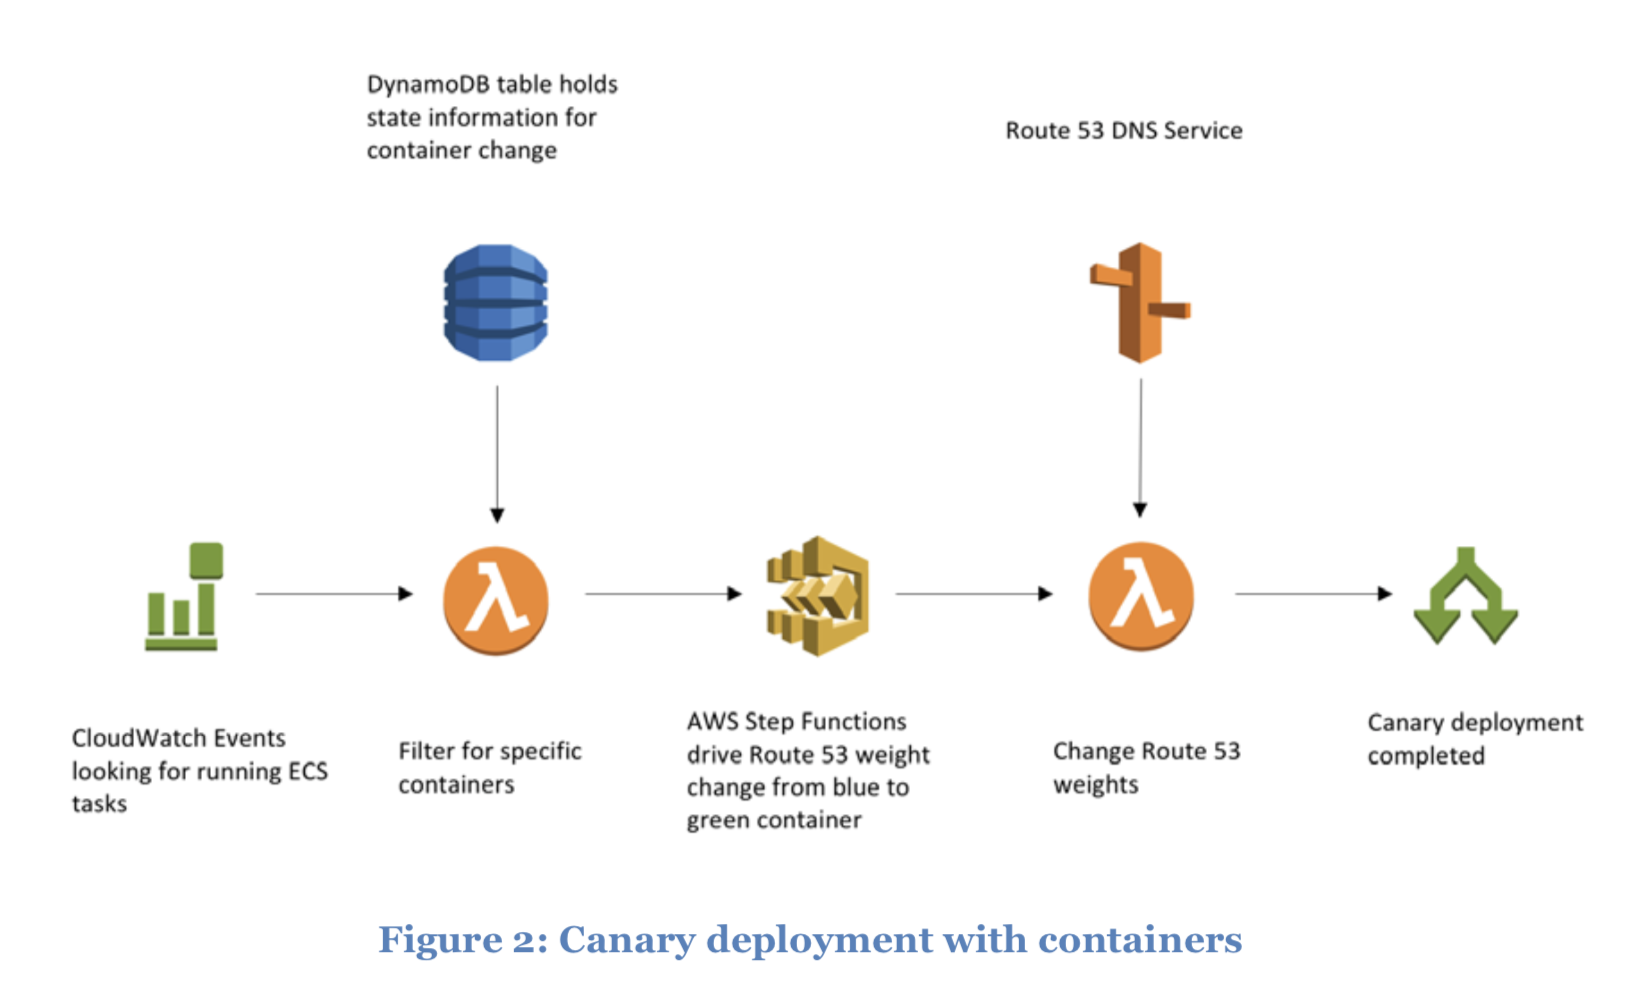 DynamoDB table holds
state information for
container change
Route 53 DNS Service
CloudWatch Events
looking for running ECS
tasks
Filter for specific
containers
AWS Step Functions
drive Route 53 weight
change from blue to
green container
Change Route 53
weights
Canary deployment
completed
Figure 2: Canary deployment with containers